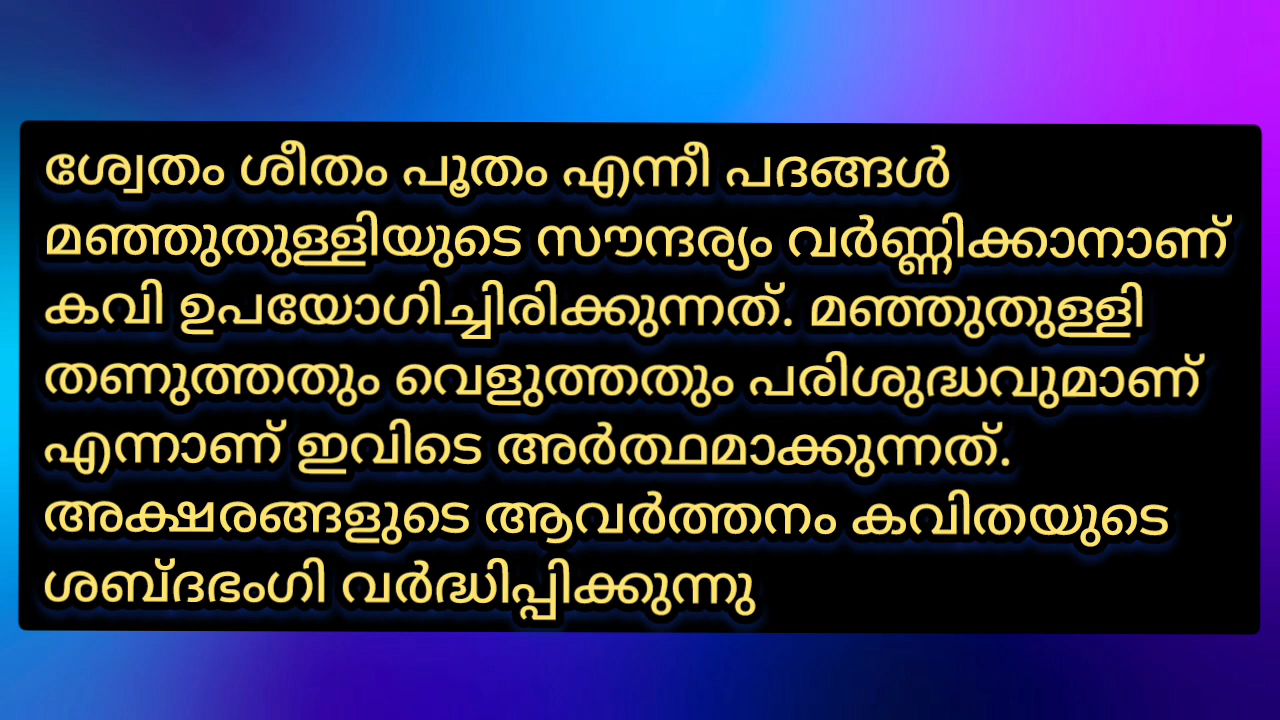 ശ്വേതം ശീതം പൂതം എന്നീ പദങ്ങൾ
മഞ്ഞുതുള്ളിയുടെ സൗന്ദര്യം വർണ്ണിക്കാനാണ്
കവി ഉപയോഗിച്ചിരിക്കുന്നത്. മഞ്ഞുതുള്ളി
തണുത്തതും വെളുത്തതും പരിശുദ്ധവുമാണ്
എന്നാണ് ഇവിടെ അർത്ഥമാക്കുന്നത്.
അക്ഷരങ്ങളുടെ ആവർത്തനം കവിതയുടെ
ശബ്ദഭംഗി വർദ്ധിപ്പിക്കുന്നു